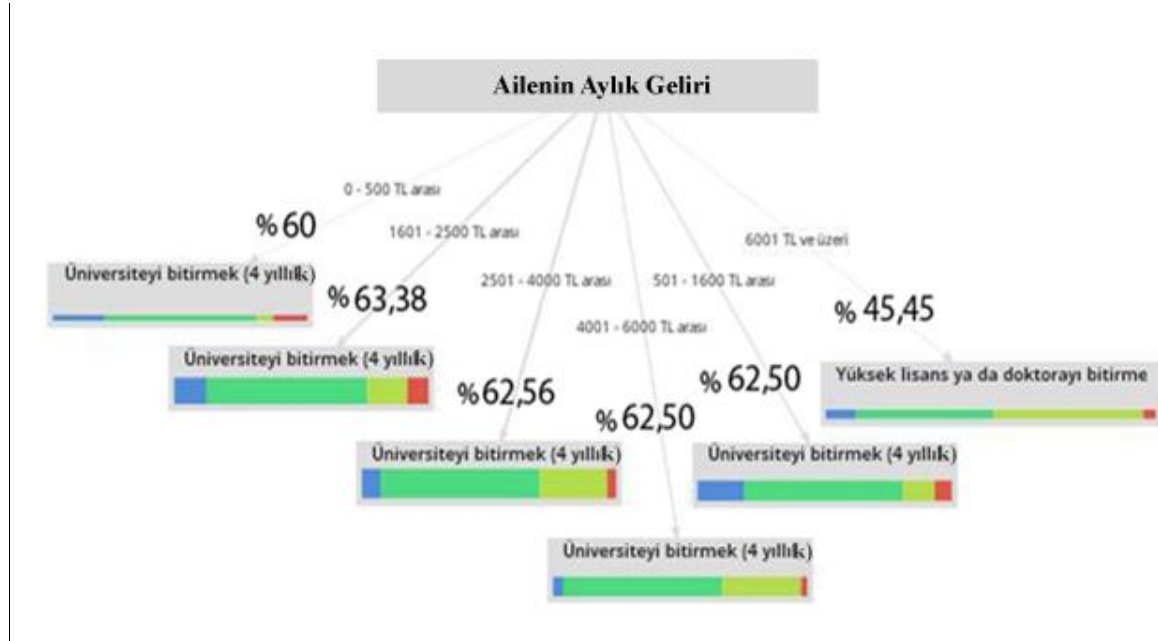 Ailenin Aylık Geliri
0 - 500 TL arası
% 60
1601 - 2500 TL arası
6001 TL ve üzeri
Üniversiteyi bitirmek (4 yıllık)
2501 - 4000 TL arası
501 - 1600 TL arası
% 63,38
% 45,45
4001 - 6000 TL arası
Üniversiteyi bitirmek (4 yıllık)
Yüksek lisans ya da doktorayı bitirme
% 62,56
% 62,50
% 62,50
Üniversiteyi bitirmek (4 yıllık)
Üniversiteyi bitirmek (4 yıllık)
Üniversiteyi bitirmek (4 yıllık)